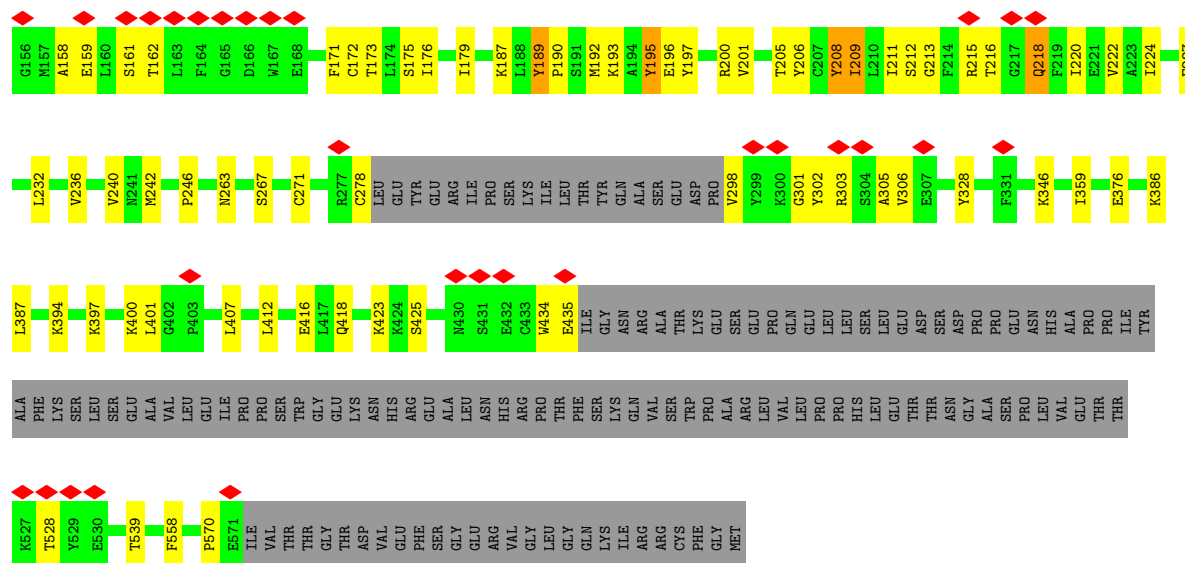 G156 M157 A158 E159 L160 S161 T162 L163 F164 G165 D166 W167 E168 F171 C172 T173 L174 S175 I176 I179 K187 L188 Y189 P190 S191 M192 K193 A194 Y195 E196 Y197 R200 V201 T205 Y206 C207 Y208 I209 L210 I211 S212 G213 F214 R215 T216 G217 Q218 F219 I220 E221 V222 A223 I224
L232 V236 V240 N241 M242 P246 N263 S267 C271 R277 C278 LEU GLU TYR GLU ARG ILE PRO SER LYS ILE LEU THR TYR GLN ALA SER GLU ASP PRO V298 Y299 K300 G301 Y302 R303 S304 A305 V306 E307 Y328 F331 K346 I359 E376 K386
L387 K394 K397 K400 L401 G402 P403 L407 L412 E416 L417 Q418 K423 K424 S425 N430 S431 E432 C433 W434 E435 ILE GLY ASN ARG ALA THR LYS GLU SER GLU PRO GLN GLU LEU LEU SER LEU GLU ASP SER ASP PRO PRO GLU ASN HIS ALA PRO PRO ILE TYR
ALA PHE LYS SER LEU SER GLU ALA VAL LEU GLU ILE PRO PRO SER TRP GLY GLU LYS ASN HIS ARG GLU ALA LEU ASN HIS ARG PRO THR PHE SER LYS GLN VAL SER TRP PRO ALA ARG LEU VAL LEU PRO PRO HIS LEU GLU THR THR ASN GLY ALA SER PRO LEU VAL GLU THR THR
K527 T528 Y529 E530 T539 F558 P570 E571 ILE VAL THR THR GLY THR ASP VAL GLU PHE SER GLY GLU ARG VAL GLY LEU GLY GLN LYS ILE ARG ARG CYS PHE GLY MET